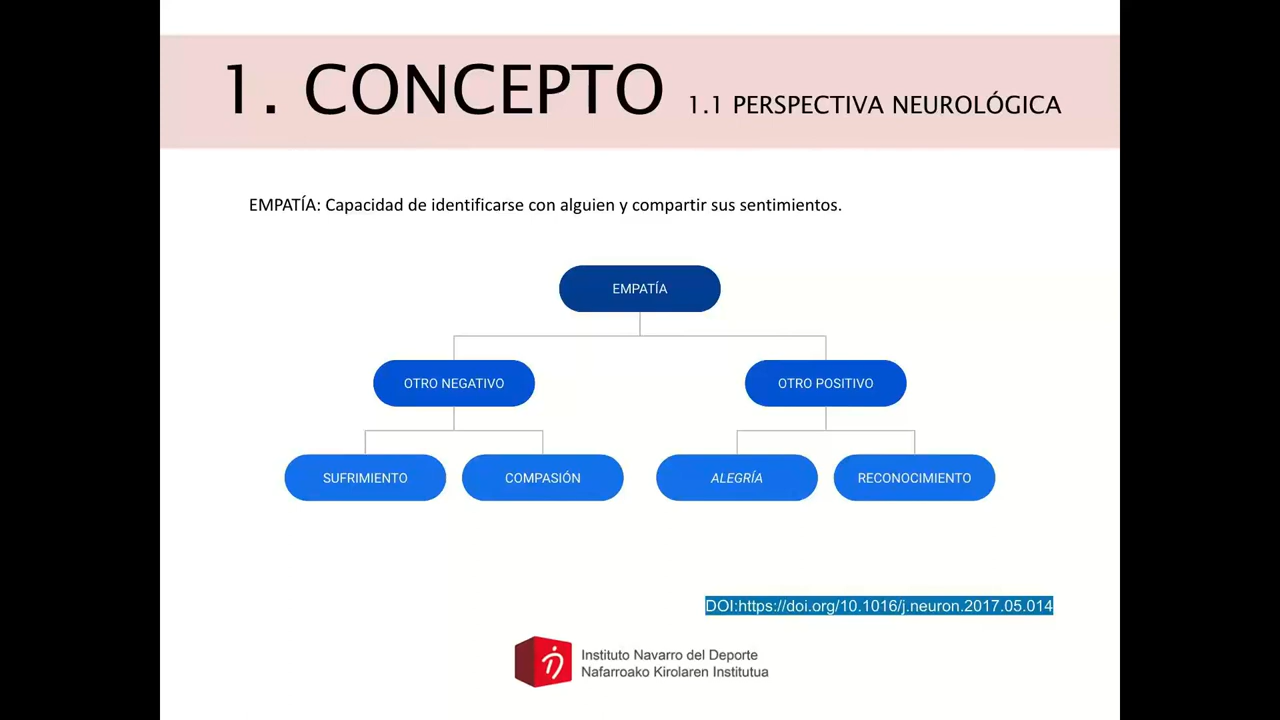 1. CONCEPTO 1.1 PERSPECTIVA NEUROLÓGICA
EMPATÍA: Capacidad de identificarse con alguien y compartir sus sentimientos.
EMPATÍA
OTRO NEGATIVO
OTRO POSITIVO
SUFRIMIENTO
COMPASIÓN
ALEGRÍA
RECONOCIMIENTO
DOI:https://doi.org/10.1016/j.neuron.2017.05.014
Instituto Navarro del Deporte
Nafarroako Kirolaren Institutua